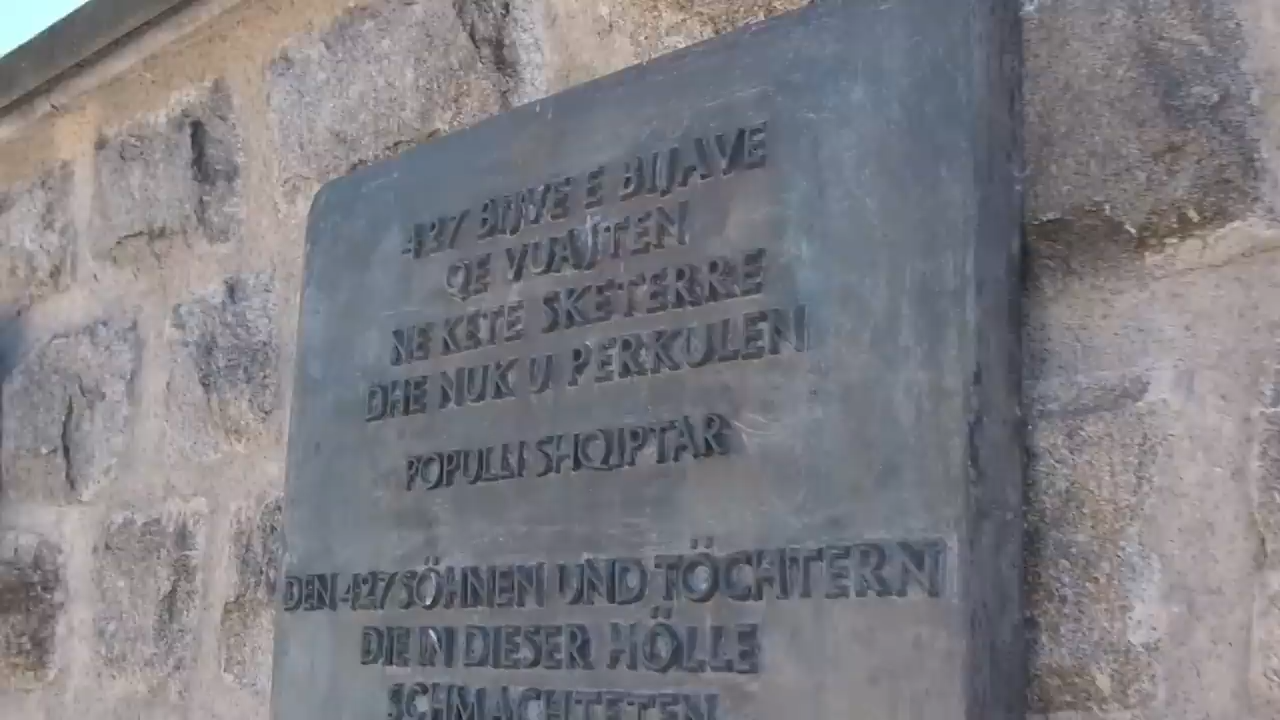 427 BIJVE E BIJAVE
QE VUAJTEN
NE KETE SKETERRE
DHE NUK U PERKULEN
POPULLI SHQIPTAR
DEN 427 SÖHNEN UND TÖCHTERN
DIE IN DIESER HÖLLE
SCHMACHTETEN